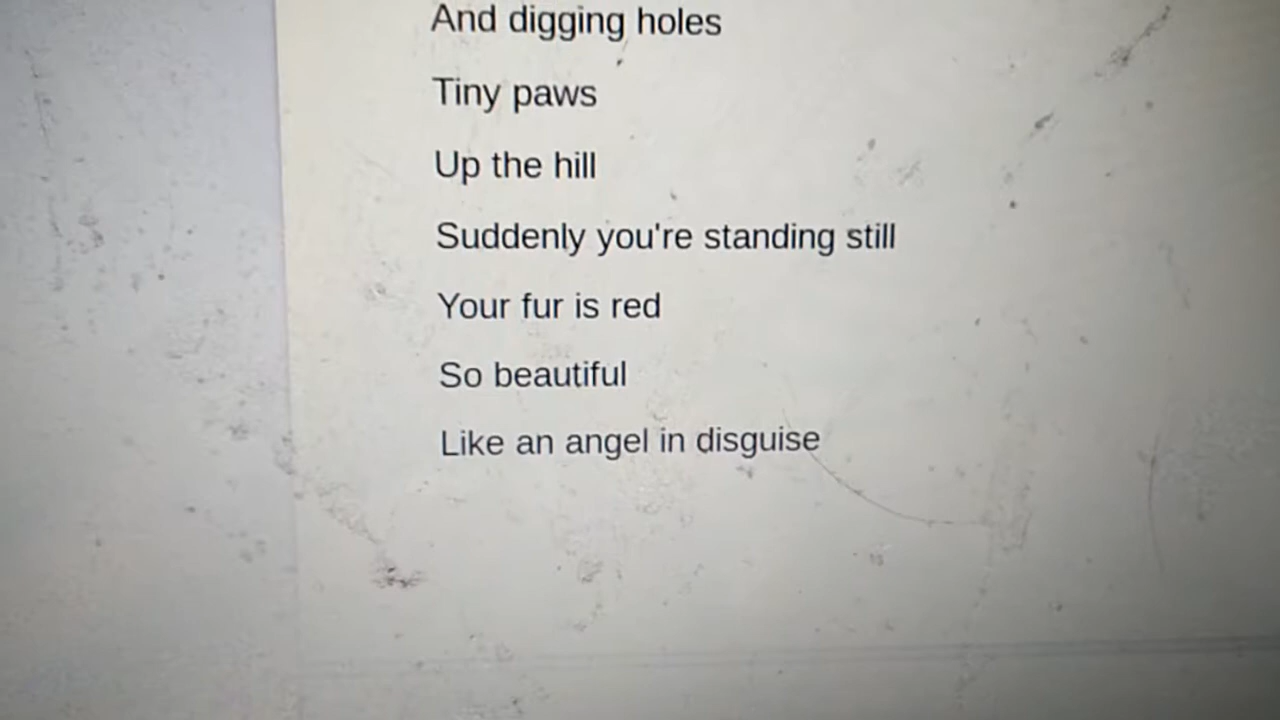 And digging holes
Tiny paws
Up the hill
Suddenly you're standing still
Your fur is red
So beautiful
Like an angel in disguise